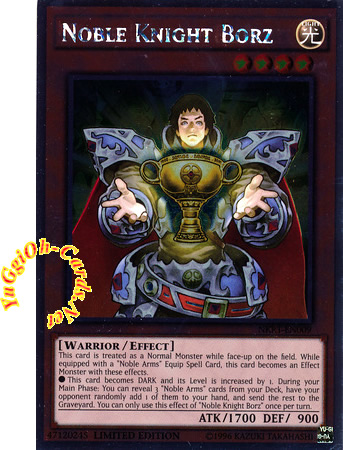 NOBLE KNIGHT BORZ
LIGHT
光
YuGgiOh-Cards.Net
[WARRIOR / EFFECT]
This card is treated as a Normal Monster while face-up on the field. While
equipped with a "Noble Arms" Equip Spell Card, this card becomes an Effect
Monster with these effects.
●This card becomes DARK and its Level is increased by 1. During your
Main Phase: You can reveal 3 "Noble Arms" cards from your Deck, have your
opponent randomly add 1 of them to your hand, and send the rest to the
Graveyard. You can only use this effect of "Noble Knight Borz" once per turn.
ATK/1700 DEF/ 900
47120245 LIMITED EDITION ©1996 KAZUKI TAKAHASHI